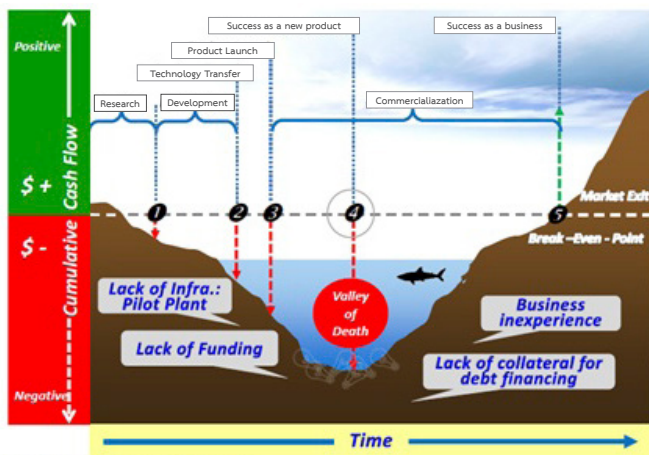 Success as a new product
Success as a business
Product Launch
Technology Transfer
Research
Development
Commercialiazation
Positive
Cash Flow
$ +
$ -
Cumulative
Negative
1
2
3
4
5
Market Exit
Break -Even - Point
Lack of Infra.:
Pilot Plant
Lack of Funding
Valley
of
Death
Business
inexperience
Lack of collateral for
debt financing
Time